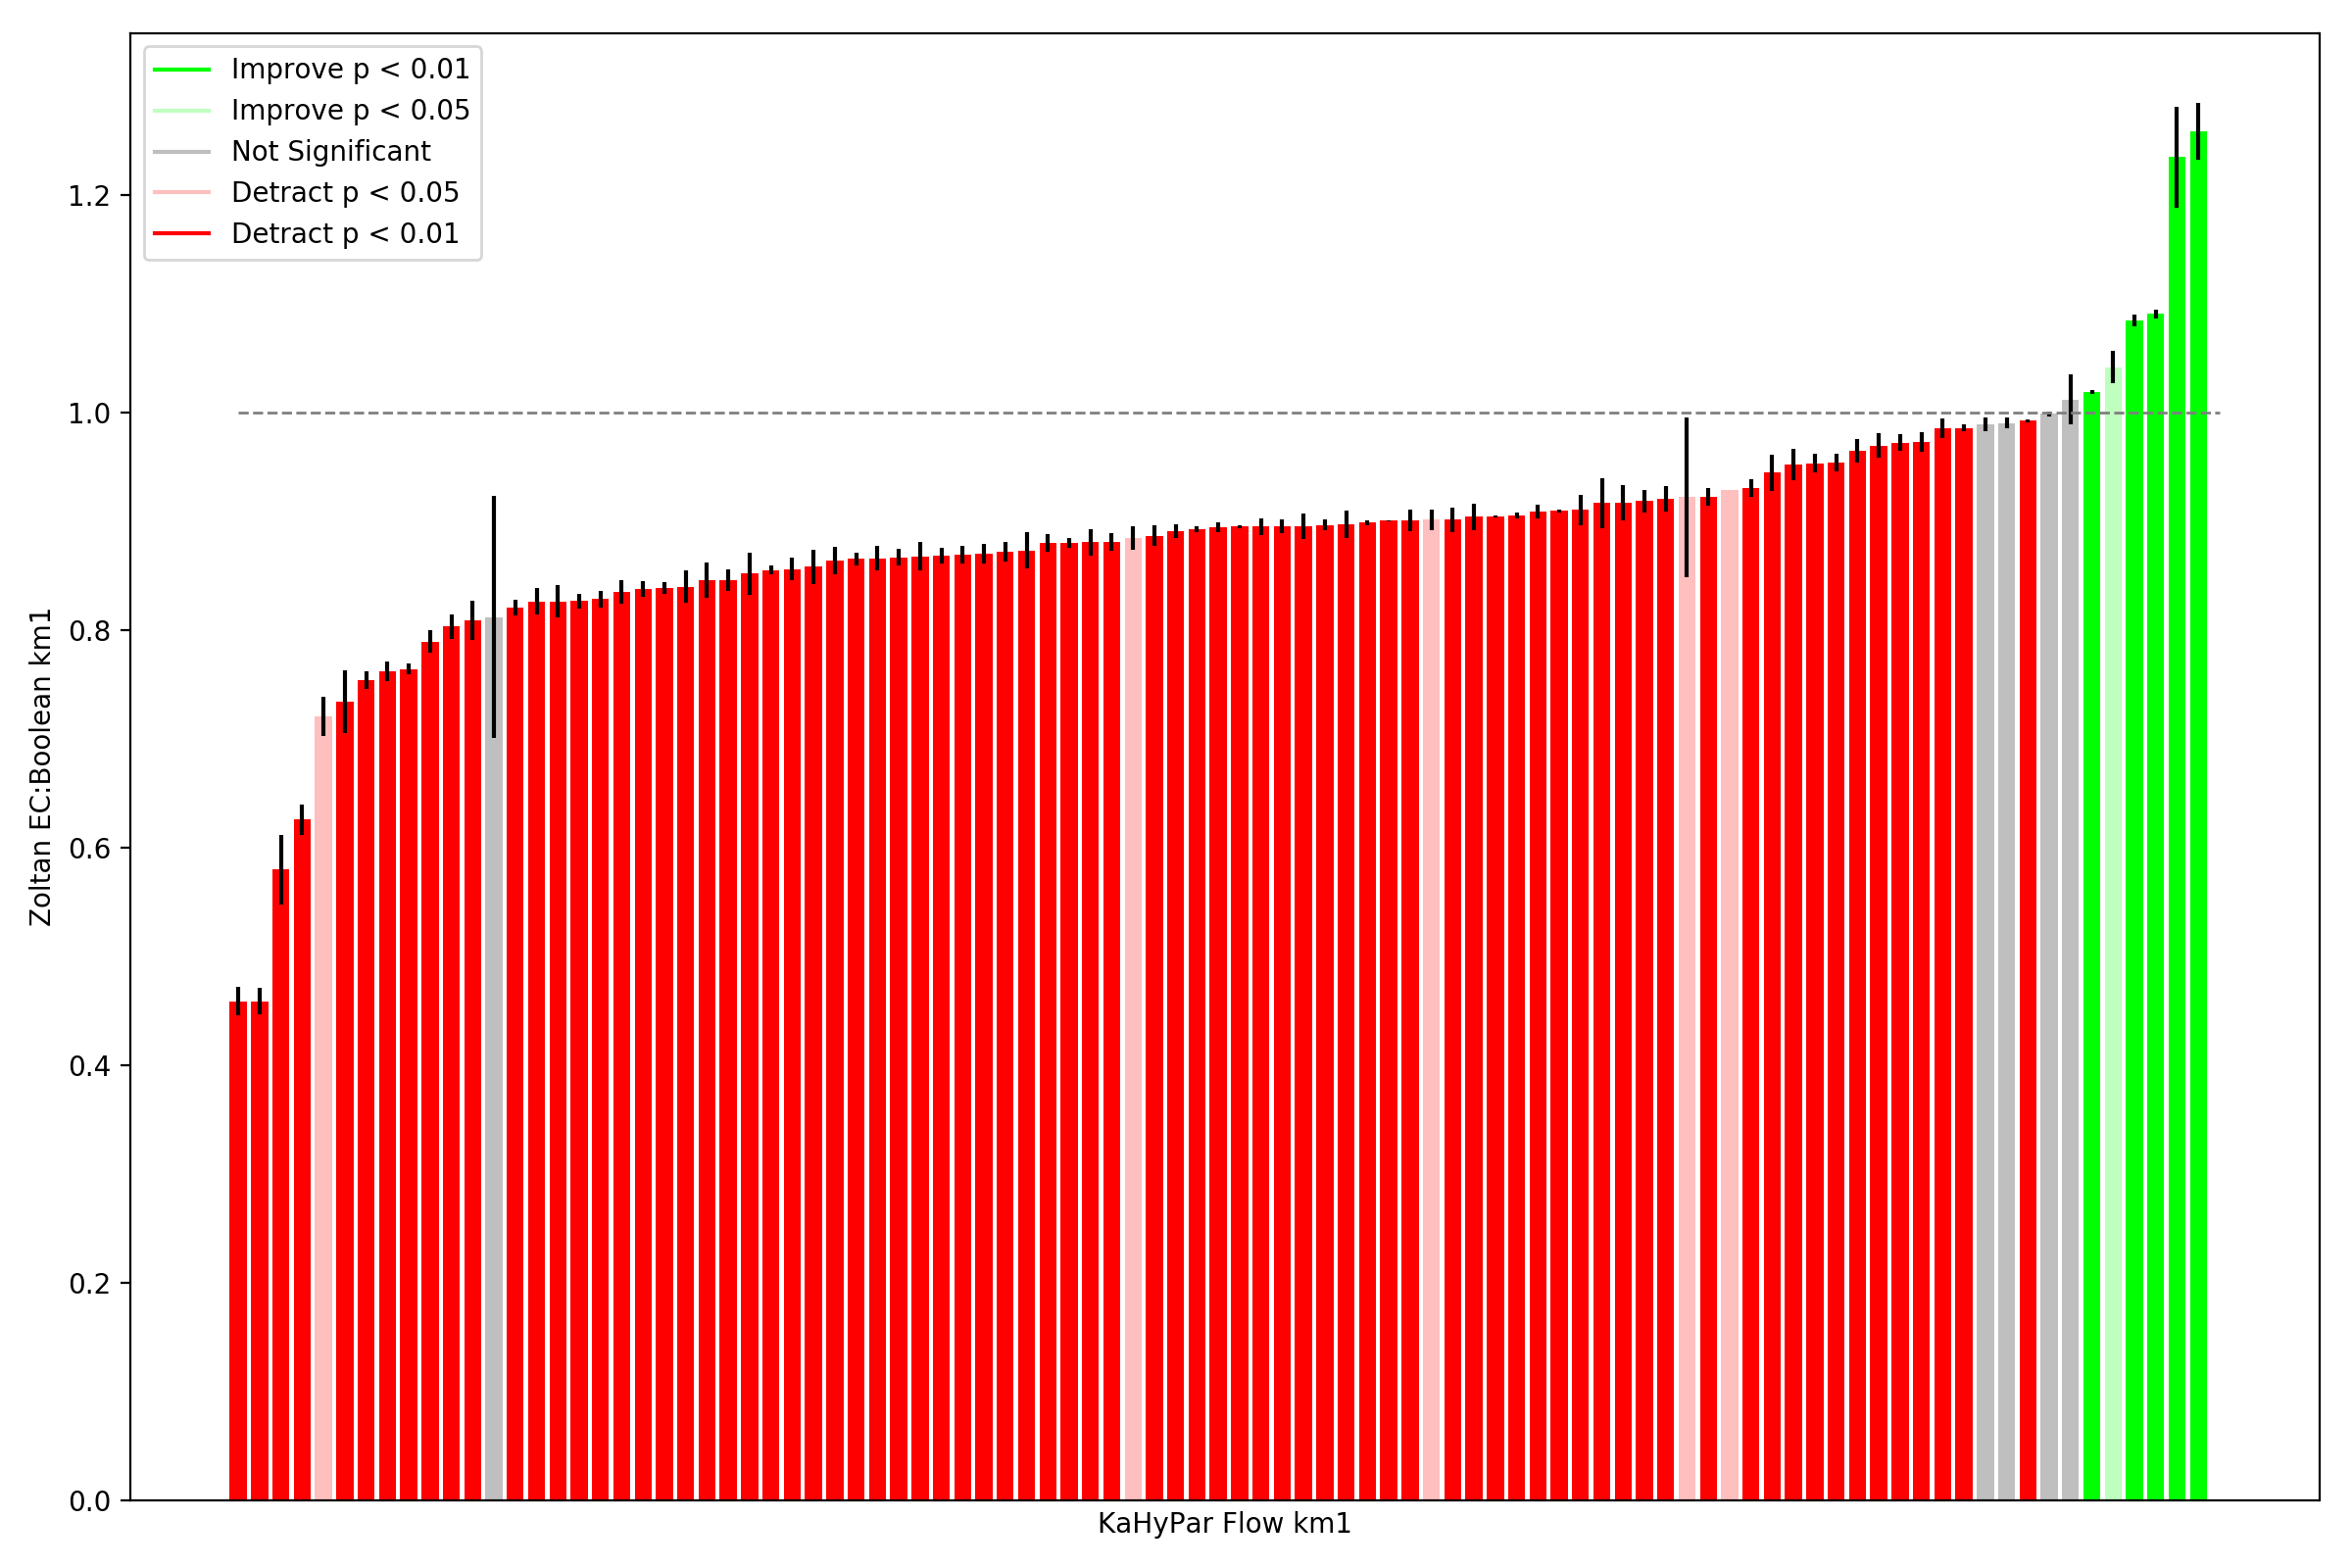 Improve p < 0.01
Improve p < 0.05
Not Significant
Detract p < 0.05
Detract p < 0.01
1.2
1.0
0.8
0.6
0.4
0.2
0.0
Zoltan EC:Boolean km1
KaHyPar Flow km1